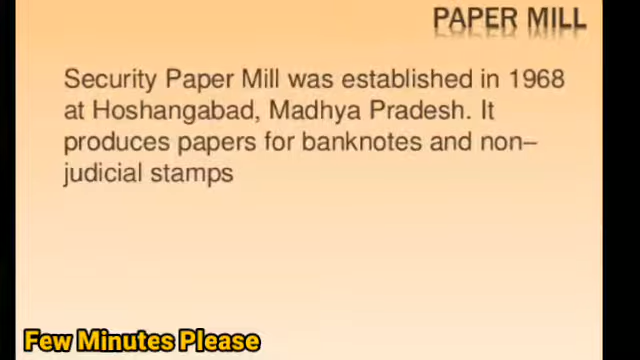 PAPER MILL
Security Paper Mill was established in 1968
at Hoshangabad, Madhya Pradesh. It
produces papers for banknotes and non–
judicial stamps
Few Minutes Please